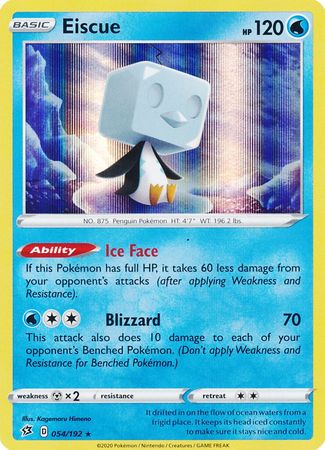 BASIC Eiscue HP 120
NO. 875 Penguin Pokémon HT: 4'7" WT: 196.2 lbs.
Ability Ice Face
If this Pokémon has full HP, it takes 60 less damage from
your opponent's attacks (after applying Weakness and
Resistance).
Blizzard 70
This attack also does 10 damage to each of your
opponent's Benched Pokémon. (Don't apply Weakness and
Resistance for Benched Pokémon.)
weakness ×2 resistance retreat
Illus. Kagemaru Himeno
D 054/192 ★
It drifted in on the flow of ocean waters from a
frigid place. It keeps its head iced constantly
to make sure it stays nice and cold.
©2020 Pokémon / Nintendo / Creatures / GAME FREAK